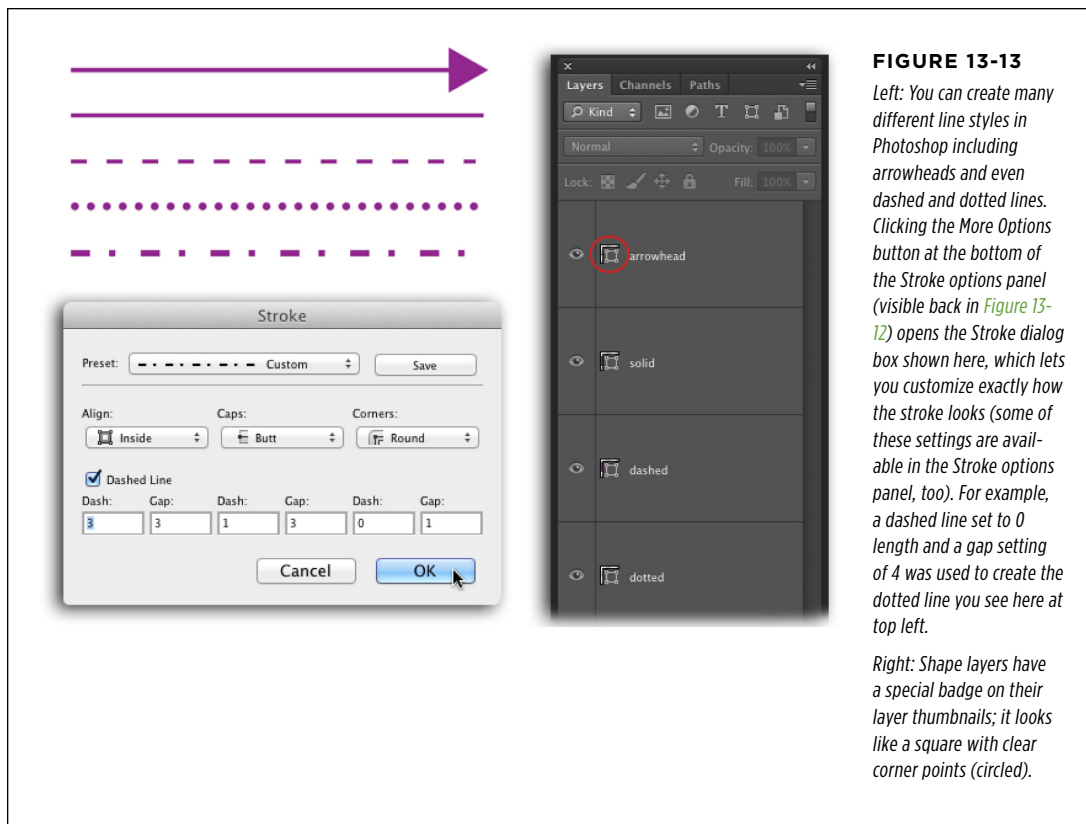 Stroke
Preset:
Custom
Save
Align:
Caps:
Corners:
Inside
Butt
Round
Dashed Line
Dash:
Gap:
Dash:
Gap:
Dash:
Gap:
3
3
1
3
0
1
Cancel
OK
Layers
Channels
Paths
Kind
T
Normal
Opacity: 100%
Lock:
Fill: 100%
arrowhead
solid
dashed
dotted
FIGURE 13-13
Left: You can create many
different line styles in
Photoshop including
arrowheads and even
dashed and dotted lines.
Clicking the More Options
button at the bottom of
the Stroke options panel
(visible back in Figure 13-
12) opens the Stroke dialog
box shown here, which lets
you customize exactly how
the stroke looks (some of
these settings are avail-
able in the Stroke options
panel, too). For example,
a dashed line set to 0
length and a gap setting
of 4 was used to create the
dotted line you see here at
top left.
Right: Shape layers have
a special badge on their
layer thumbnails; it looks
like a square with clear
corner points (circled).